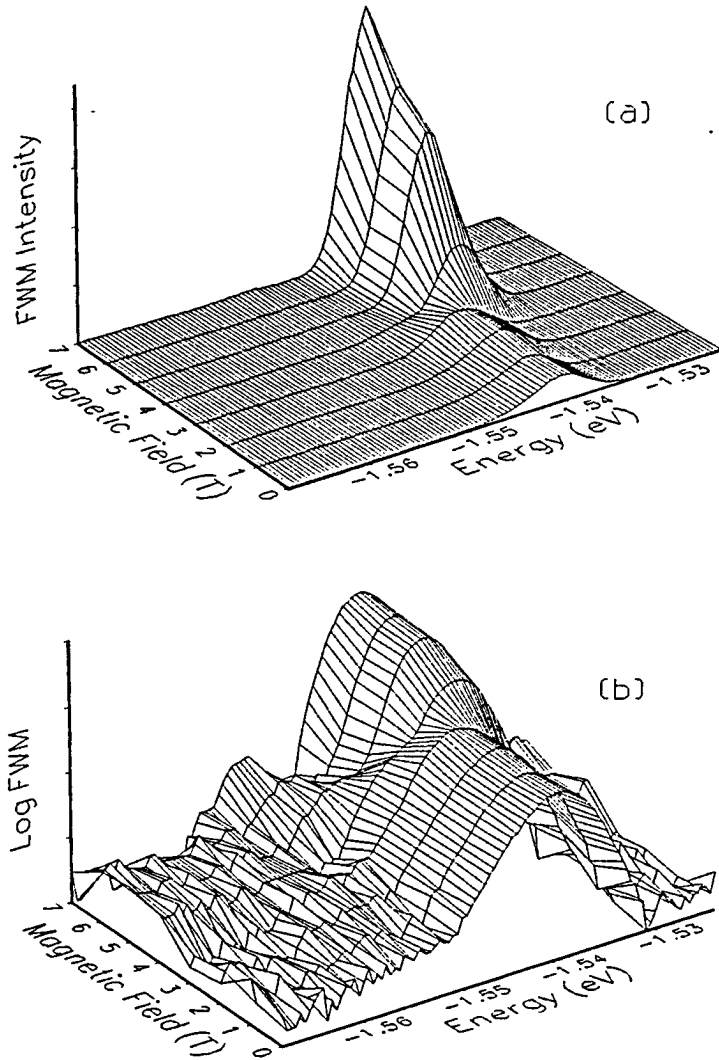 (a)
FWM Intensity
7 6 5 4 3 2 1 0
Magnetic Field (T)
-1.56 -1.55 -1.54 -1.53
Energy (eV)
(b)
Log FWM
7 6 5 4 3 2 1 0
Magnetic Field (T)
-1.56 -1.55 -1.54 -1.53
Energy (eV)